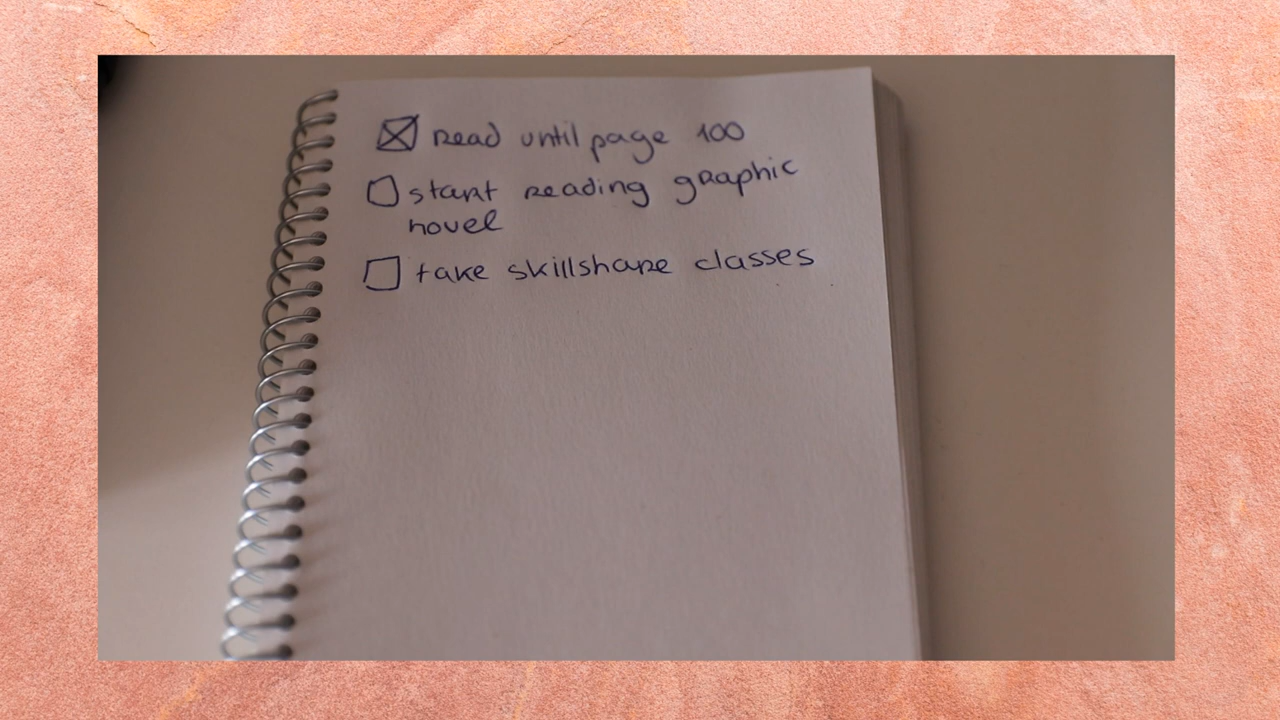 Read until page 100
start reading graphic
novel
take skillshare classes